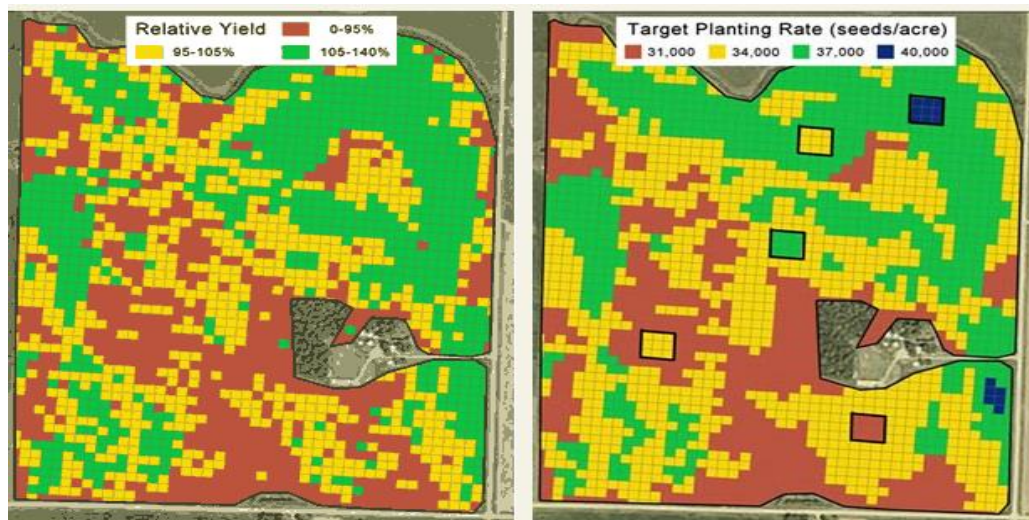 Relative Yield 0-95%
95-105% 105-140%
Target Planting Rate (seeds/acre)
31,000 34,000 37,000 40,000